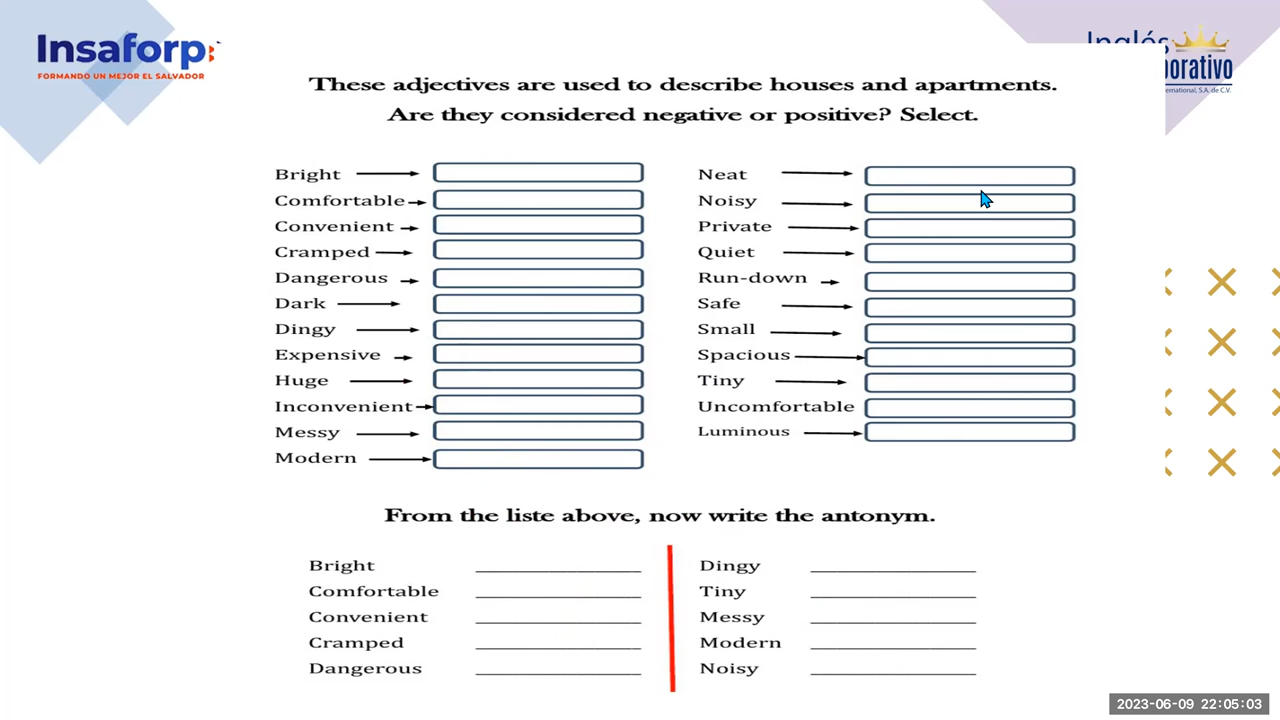 Insaforp
FORMANDO UN MEJOR EL SALVADOR
Inglés
porativo
ternational, S.A. de C.V.
These adjectives are used to describe houses and apartments.
Are they considered negative or positive? Select.
Bright
Comfortable
Convenient
Cramped
Dangerous
Dark
Dingy
Expensive
Huge
Inconvenient
Messy
Modern
Neat
Noisy
Private
Quiet
Run-down
Safe
Small
Spacious
Tiny
Uncomfortable
Luminous
From the liste above, now write the antonym.
Bright
Comfortable
Convenient
Cramped
Dangerous
Dingy
Tiny
Messy
Modern
Noisy
2023-06-09 22:05:03